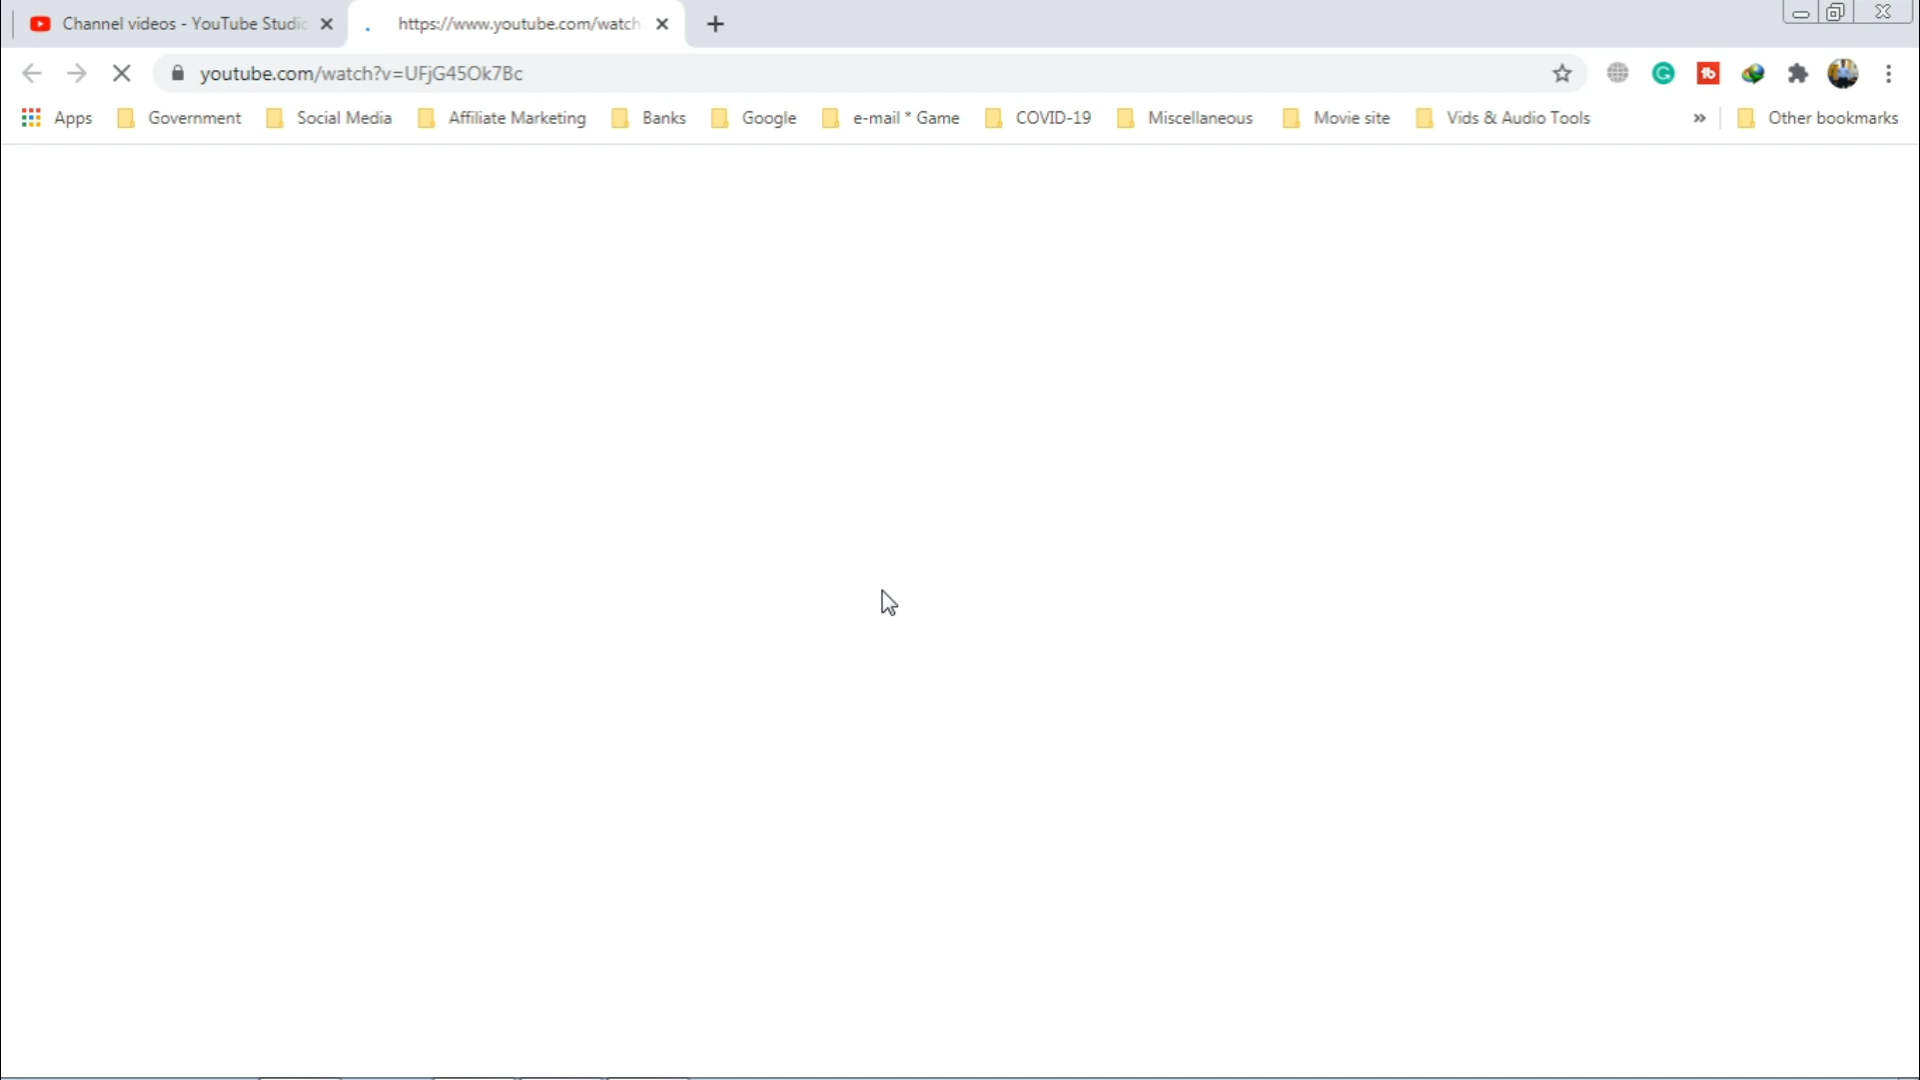 Channel videos - YouTube Studio
https://www.youtube.com/watch
youtube.com/watch?v=UFjG45Ok7Bc
Apps Government Social Media Affiliate Marketing Banks Google e-mail * Game COVID-19 Miscellaneous Movie site Vids & Audio Tools » Other bookmarks